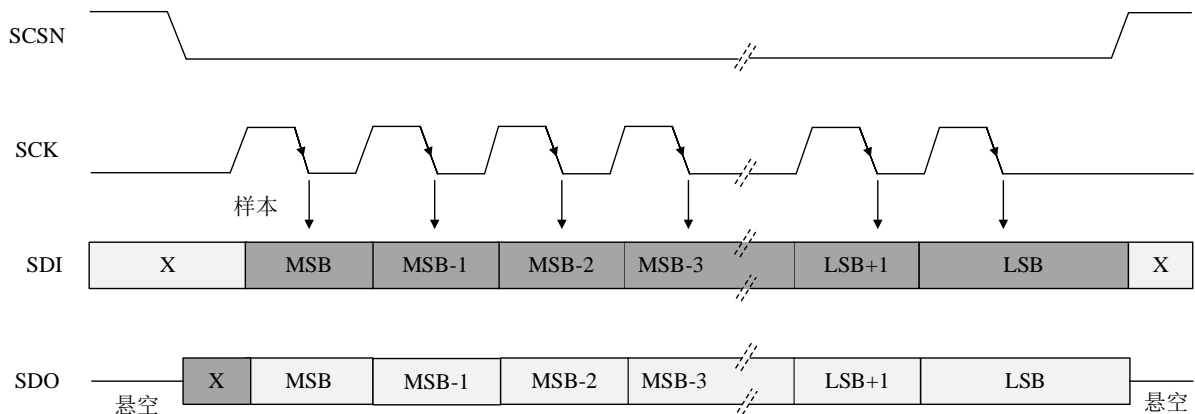 SCSN
SCK
样本
SDI X MSB MSB-1 MSB-2 MSB-3 LSB+1 LSB X
SDO X MSB MSB-1 MSB-2 MSB-3 LSB+1 LSB
悬空 悬空